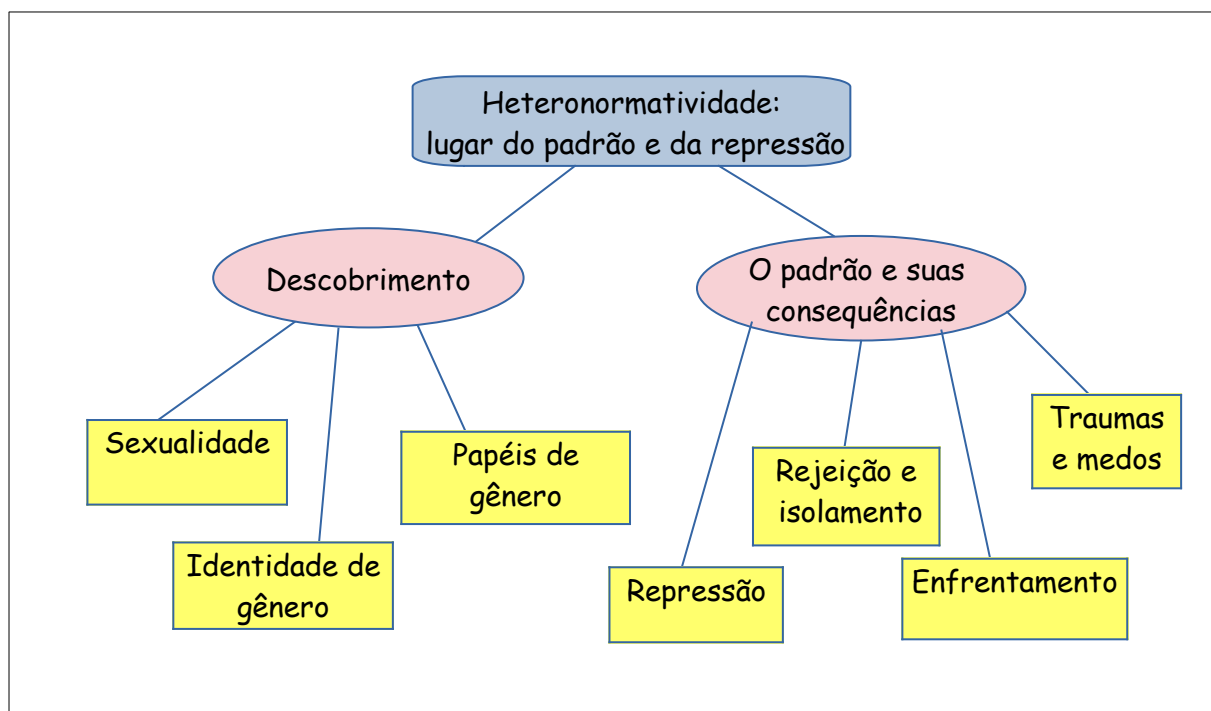 Heteronormatividade:
lugar do padrão e da repressão
Descobrimento
O padrão e suas
consequências
Sexualidade
Identidade de
gênero
Papéis de
gênero
Repressão
Rejeição e
isolamento
Enfrentamento
Traumas
e medos